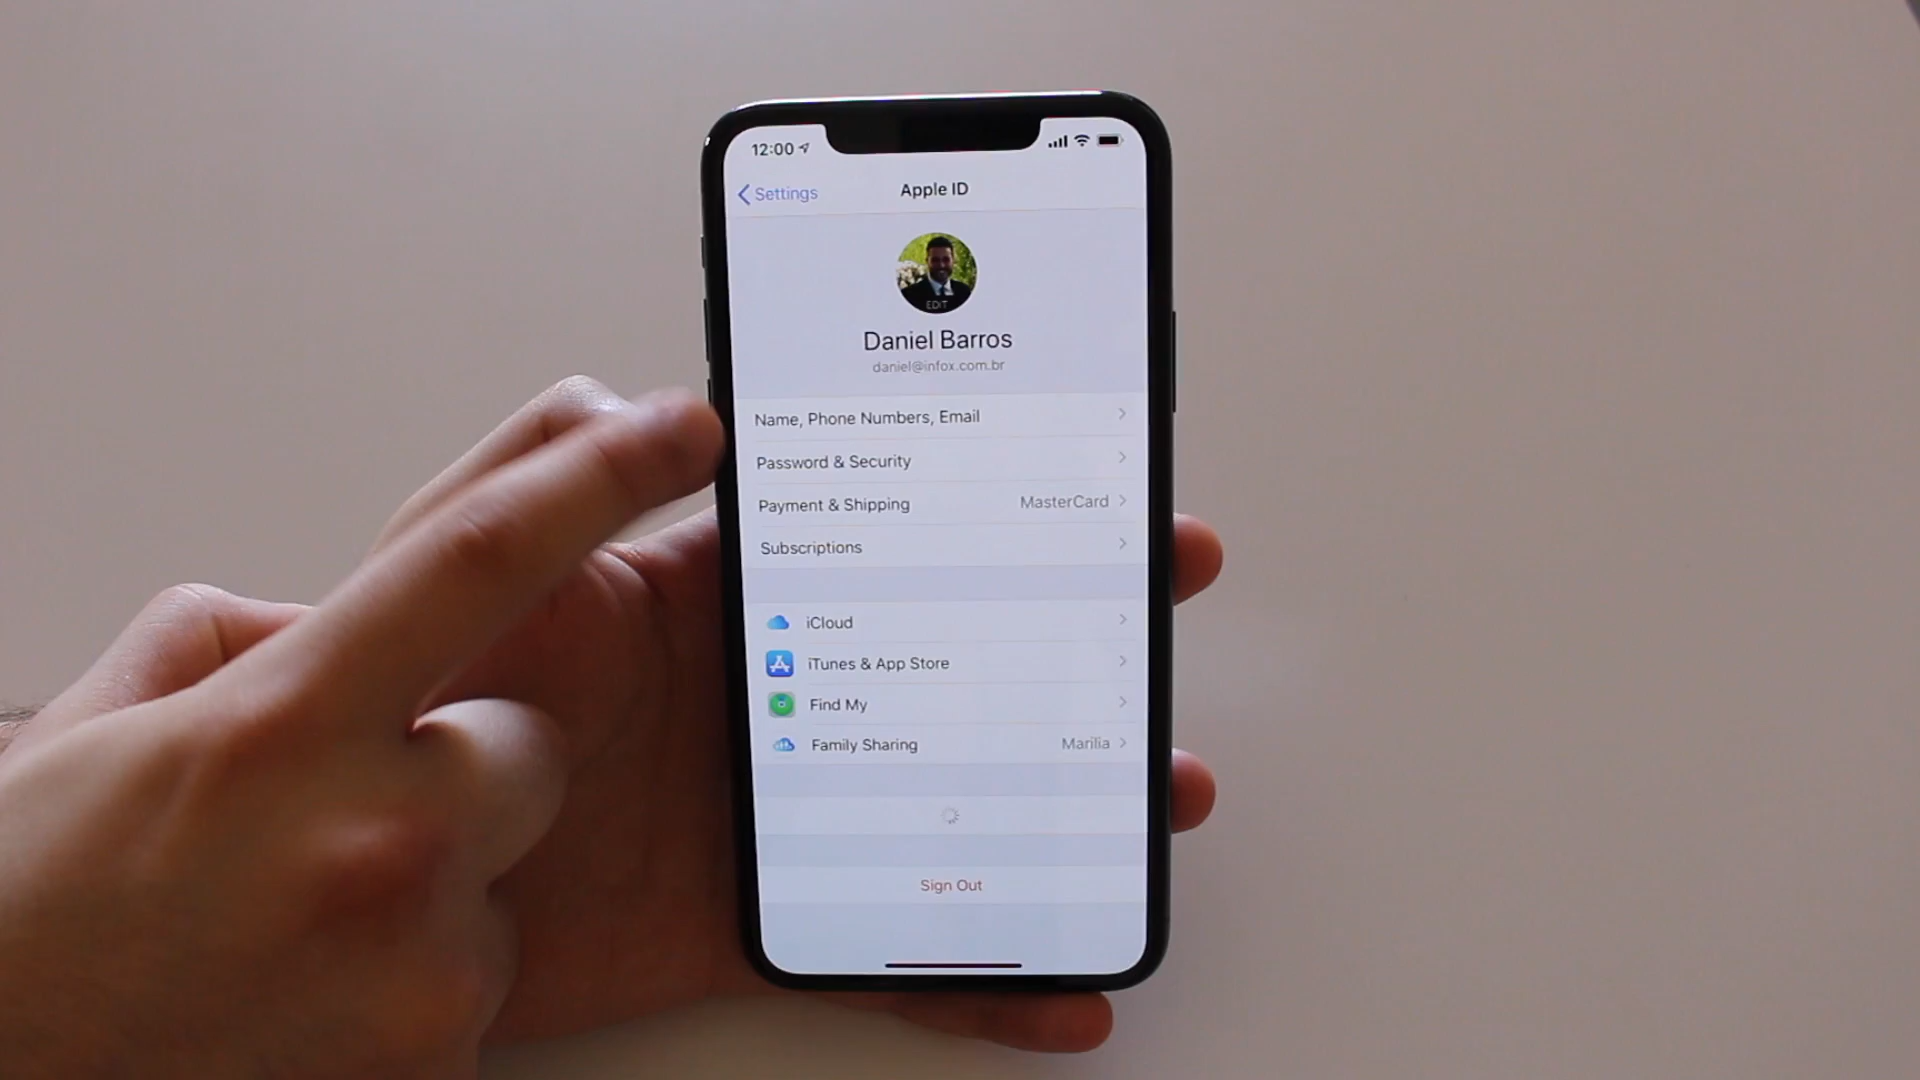 12:00
Settings
Apple ID
EDIT
Daniel Barros
daniel@infox.com.br
Name, Phone Numbers, Email
Password & Security
Payment & Shipping MasterCard
Subscriptions
iCloud
iTunes & App Store
Find My
Family Sharing Marilia
Sign Out